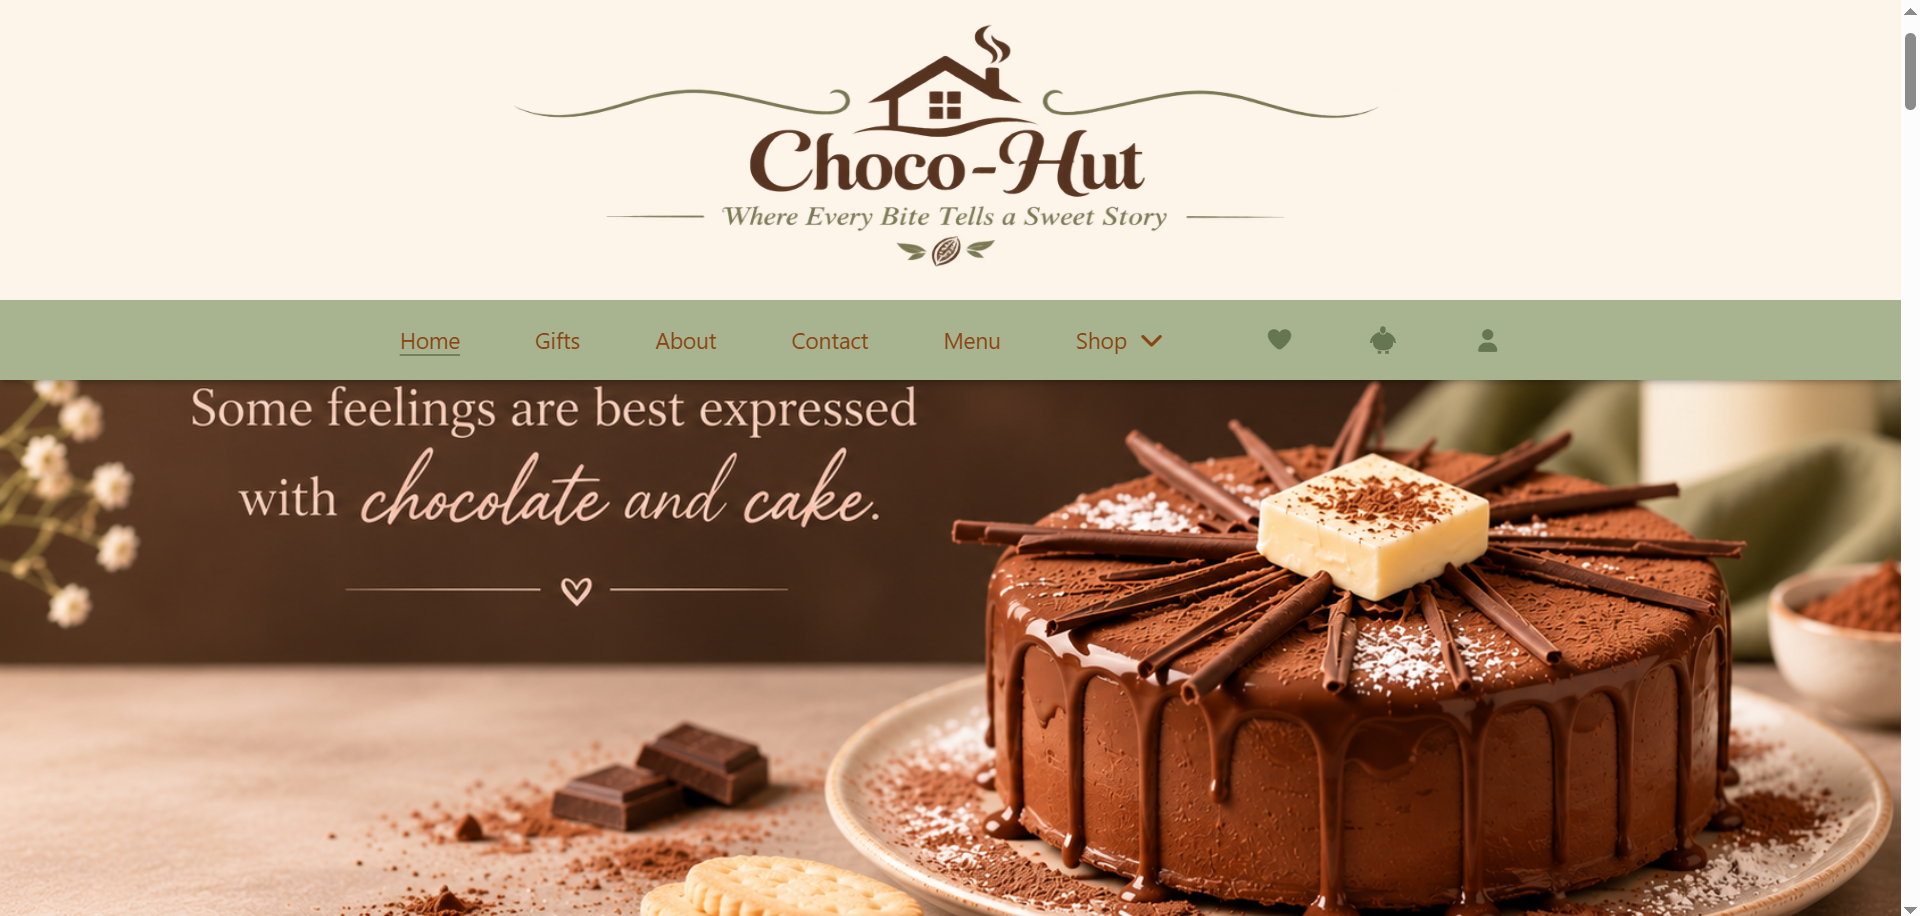 Choco-Hut
Where Every Bite Tells a Sweet Story
Home Gifts About Contact Menu Shop
Some feelings are best expressed
with chocolate and cake.